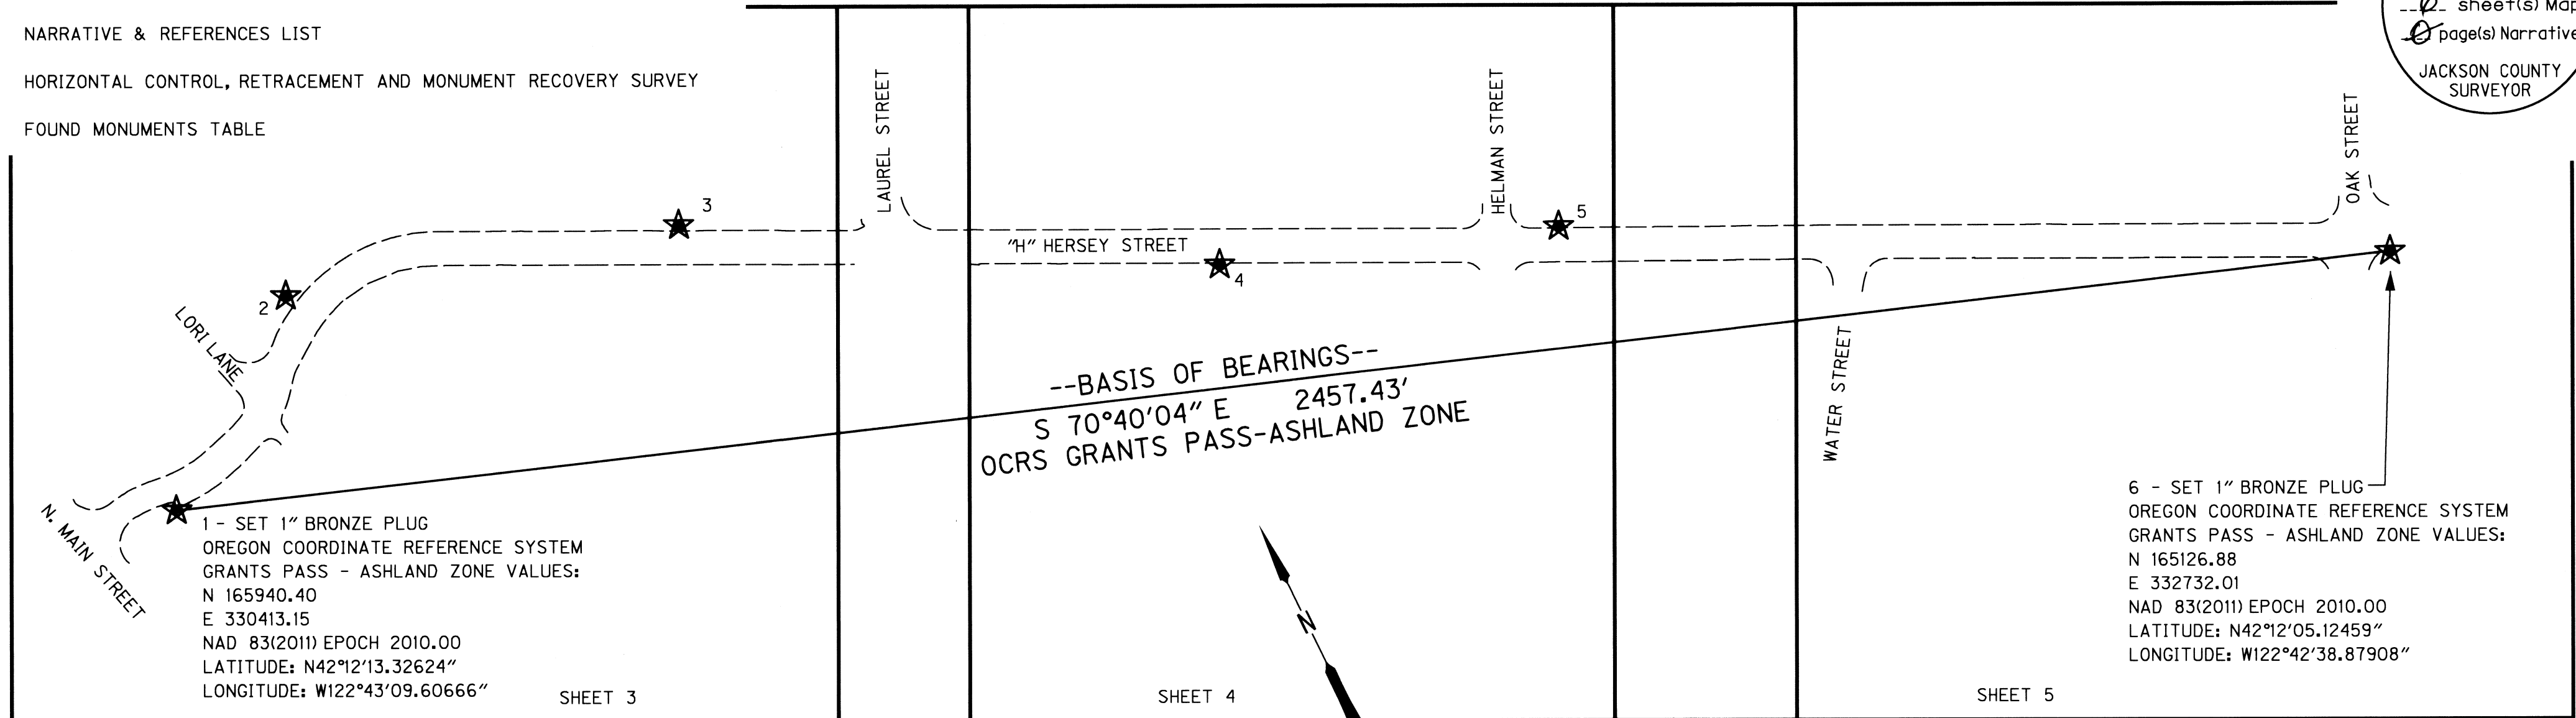 NARRATIVE & REFERENCES LIST
HORIZONTAL CONTROL, RETRACEMENT AND MONUMENT RECOVERY SURVEY
FOUND MONUMENTS TABLE
sheet(s) Map
page(s) Narrative
JACKSON COUNTY
SURVEYOR
LAUREL STREET
HELMAN STREET
OAK STREET
3
5
"H" HERSEY STREET
4
2
LORI LANE
--BASIS OF BEARINGS--
S 70°40'04" E 2457.43'
OCRS GRANTS PASS-ASHLAND ZONE
WATER STREET
N. MAIN STREET
1 - SET 1" BRONZE PLUG
OREGON COORDINATE REFERENCE SYSTEM
GRANTS PASS - ASHLAND ZONE VALUES:
N 165940.40
E 330413.15
NAD 83(2011) EPOCH 2010.00
LATITUDE: N42°12'13.32624"
LONGITUDE: W122°43'09.60666"
N
6 - SET 1" BRONZE PLUG
OREGON COORDINATE REFERENCE SYSTEM
GRANTS PASS - ASHLAND ZONE VALUES:
N 165126.88
E 332732.01
NAD 83(2011) EPOCH 2010.00
LATITUDE: N42°12'05.12459"
LONGITUDE: W122°42'38.87908"
SHEET 3
SHEET 4
SHEET 5